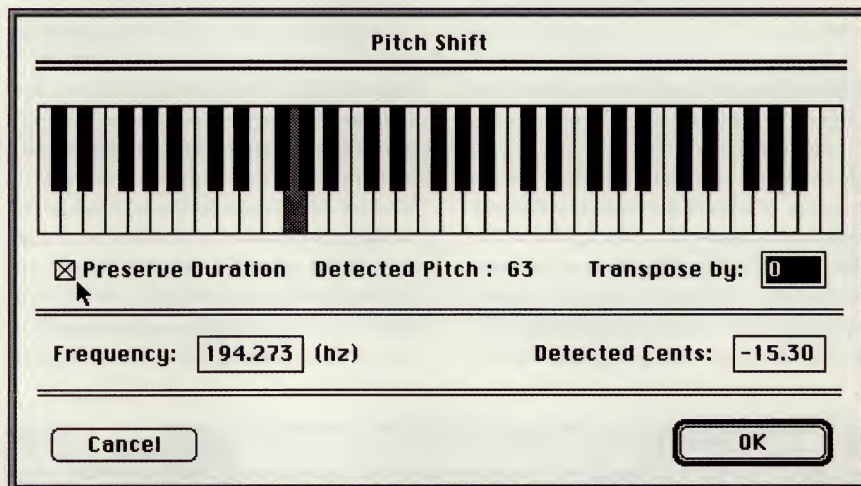 Pitch Shift
Preserve Duration Detected Pitch : G3 Transpose by: 0
Frequency: 194.273 (hz) Detected Cents: -15.30
Cancel OK